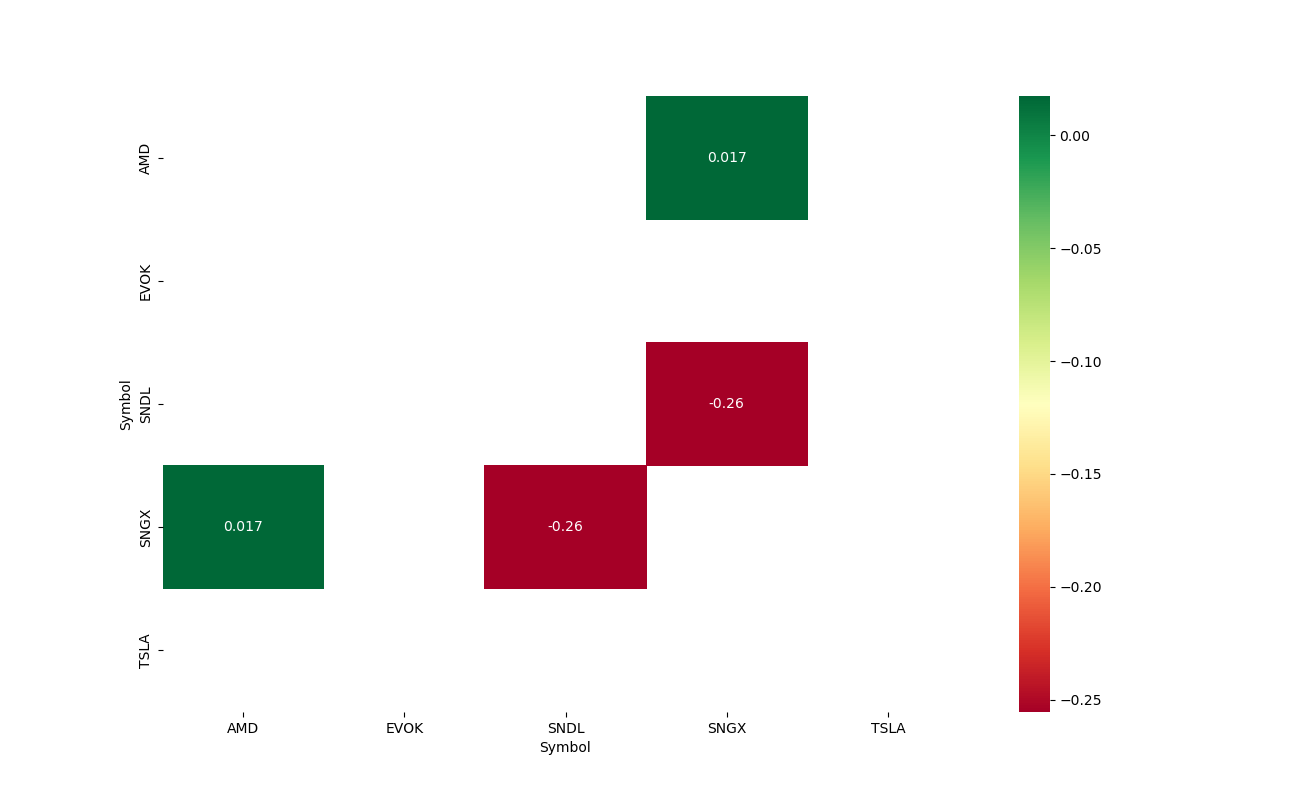 AMD
0.017
0.00
EVOK
−0.05
−0.10
Symbol
SNDL
-0.26
−0.15
SNGX
0.017
-0.26
−0.20
TSLA
−0.25
AMD
EVOK
SNDL
SNGX
TSLA
Symbol